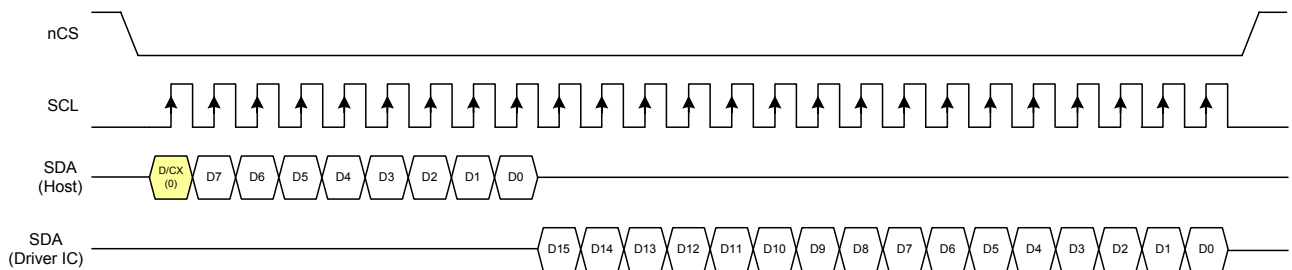 nCS
SCL
SDA
(Host)
D/CX
(0)
D7 D6 D5 D4 D3 D2 D1 D0
SDA
(Driver IC)
D15 D14 D13 D12 D11 D10 D9 D8 D7 D6 D5 D4 D3 D2 D1 D0